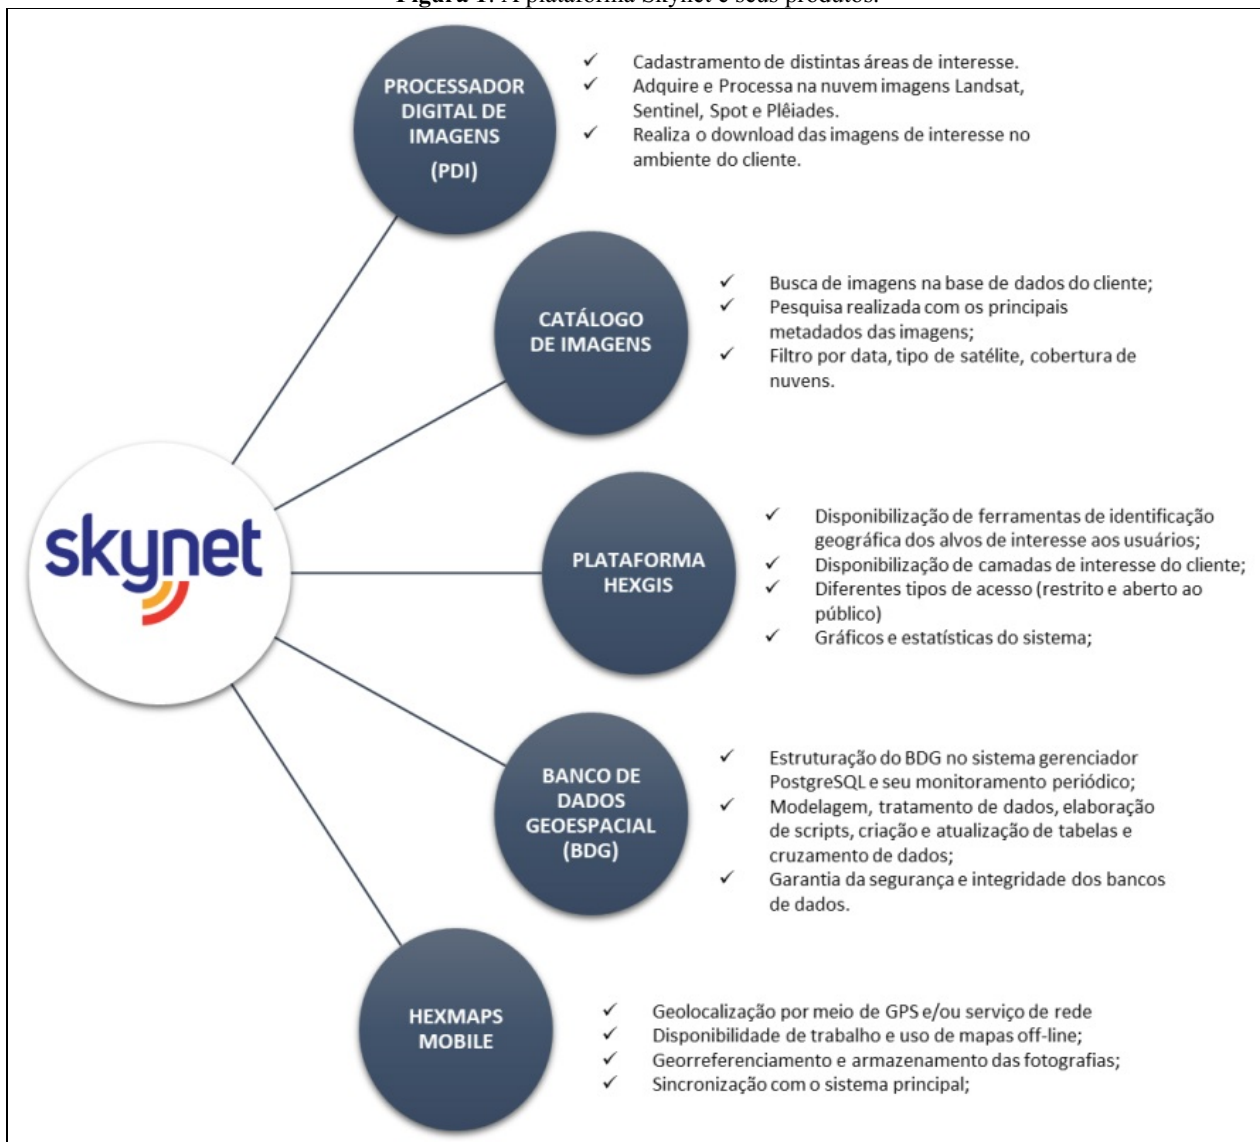 Figura 1: A plataforma Skynet e seus produtos.
PROCESSADOR
DIGITAL DE
IMAGENS
(PDI)
✓ Cadastramento de distintas áreas de interesse.
✓ Adquire e Processa na nuvem imagens Landsat,
Sentinel, Spot e Plêiades.
✓ Realiza o download das imagens de interesse no
ambiente do cliente.
CATÁLOGO
DE IMAGENS
✓ Busca de imagens na base de dados do cliente;
✓ Pesquisa realizada com os principais
metadados das imagens;
✓ Filtro por data, tipo de satélite, cobertura de
nuvens.
skynet
PLATAFORMA
HEXGIS
✓ Disponibilização de ferramentas de identificação
geográfica dos alvos de interesse aos usuários;
✓ Disponibilização de camadas de interesse do cliente;
✓ Diferentes tipos de acesso (restrito e aberto ao
público)
✓ Gráficos e estatísticas do sistema;
BANCO DE
DADOS
GEOESPACIAL
(BDG)
✓ Estruturação do BDG no sistema gerenciador
PostgreSQL e seu monitoramento periódico;
✓ Modelagem, tratamento de dados, elaboração
de scripts, criação e atualização de tabelas e
cruzamento de dados;
✓ Garantia da segurança e integridade dos bancos
de dados.
HEXMAPS
MOBILE
✓ Geolocalização por meio de GPS e/ou serviço de rede
✓ Disponibilidade de trabalho e uso de mapas off-line;
✓ Georreferenciamento e armazenamento das fotografias;
✓ Sincronização com o sistema principal;